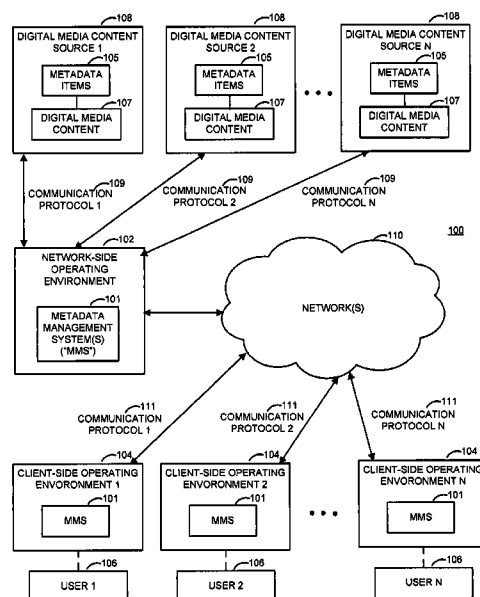 108
DIGITAL MEDIA CONTENT
SOURCE 1
105
METADATA
ITEMS
107
DIGITAL MEDIA
CONTENT
108
DIGITAL MEDIA CONTENT
SOURCE 2
105
METADATA
ITEMS
107
DIGITAL MEDIA
CONTENT
108
DIGITAL MEDIA CONTENT
SOURCE N
105
METADATA
ITEMS
107
DIGITAL MEDIA
CONTENT
109
COMMUNICATION
PROTOCOL 1
109
COMMUNICATION
PROTOCOL 2
109
COMMUNICATION
PROTOCOL N
102
NETWORK-SIDE
OPERATING
ENVIRONMENT
101
METADATA
MANAGEMENT
SYSTEM(S)
("MMS")
110
NETWORK(S)
100
111
COMMUNICATION
PROTOCOL 1
111
COMMUNICATION
PROTOCOL 2
111
COMMUNICATION
PROTOCOL N
104
CLIENT-SIDE OPERATING
ENVORONMENT 1
101
MMS
106
USER 1
104
CLIENT-SIDE OPERATING
ENVORONMENT 2
101
MMS
106
USER 2
104
CLIENT-SIDE OPERATING
ENVORONMENT N
101
MMS
106
USER N